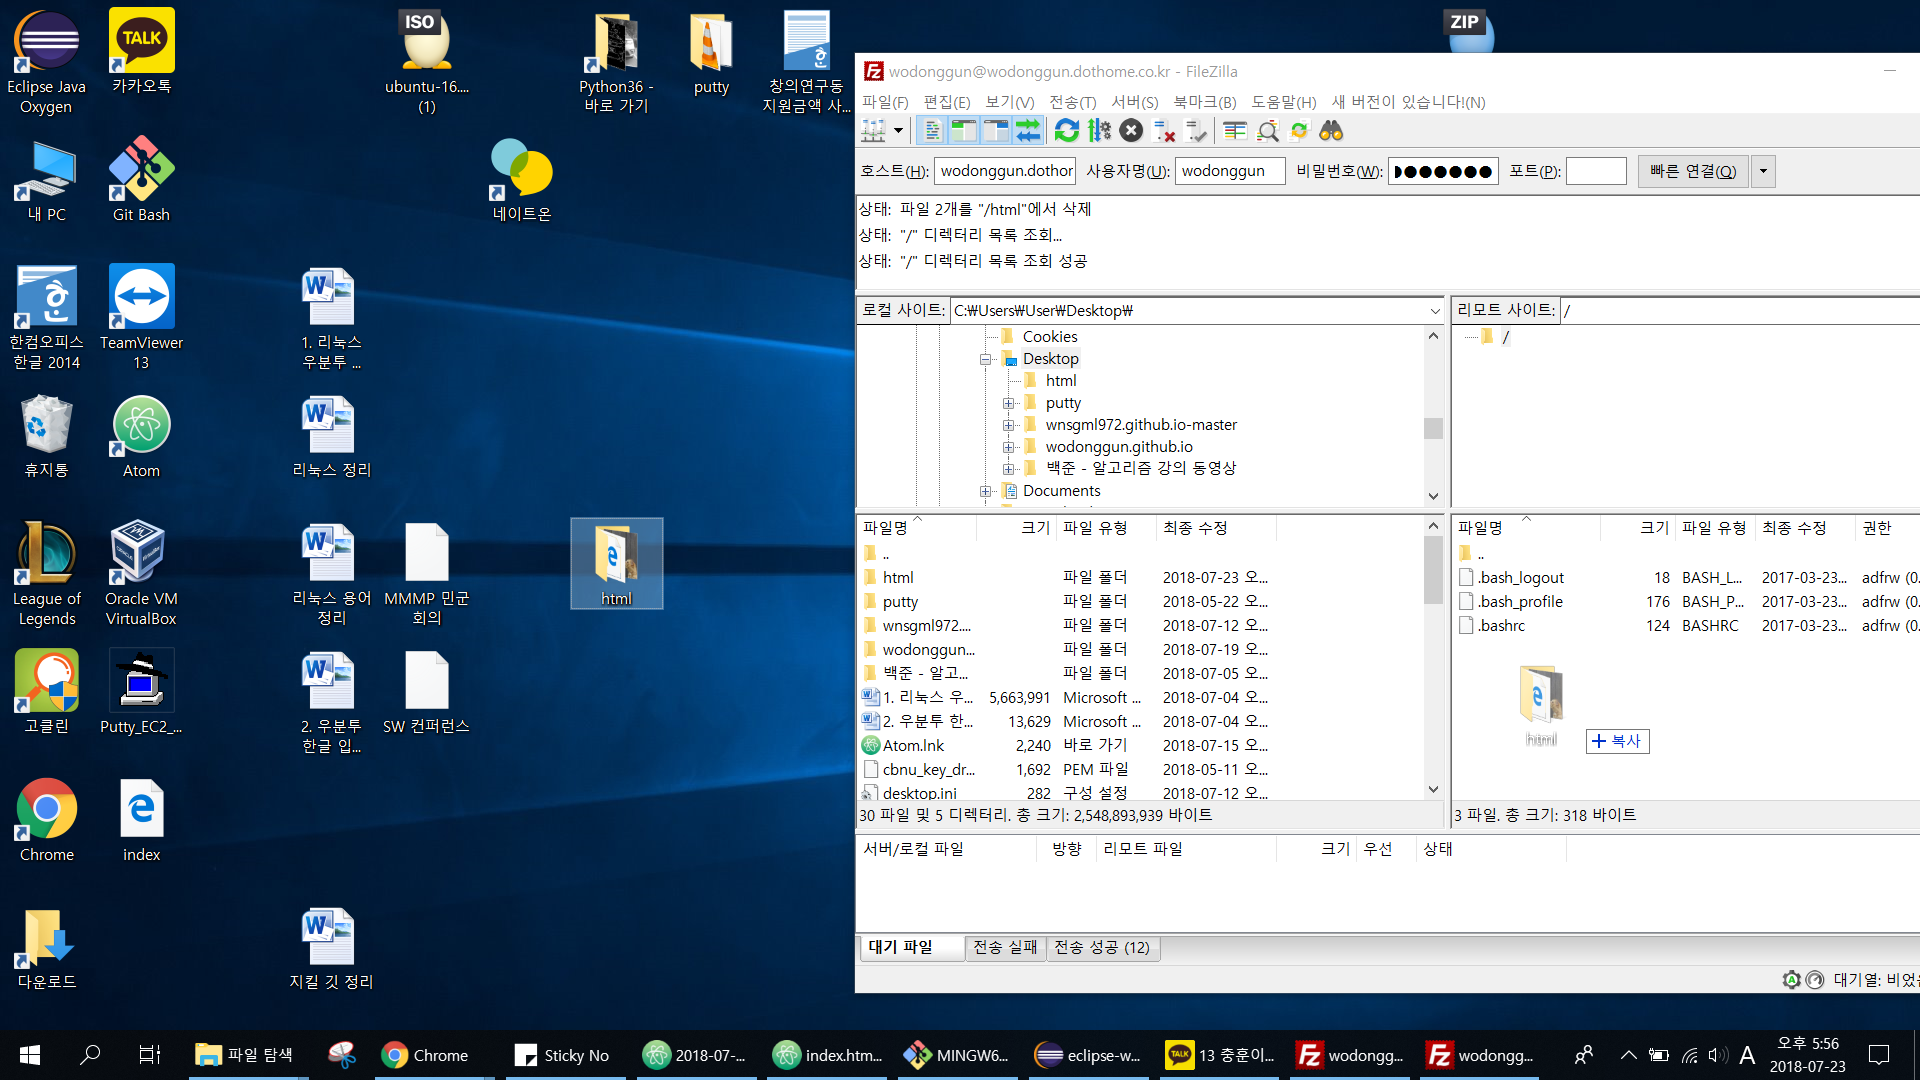 Eclipse Java
Oxygen
TALK
카카오톡
ISO
ubuntu-16....
(1)
Python36 -
바로 가기
putty
창의연구동
지원금액 사...
ZIP
내 PC
Git Bash
네이트온
한컴오피스
한글 2014
TeamViewer
13
1. 리눅스
우분투 ...
휴지통
Atom
리눅스 정리
League of
Legends
Oracle VM
VirtualBox
리눅스 용어
정리
MMMP 민군
회의
html
고클린
Putty_EC2_...
2. 우분투
한글 입...
SW 컨퍼런스
Chrome
index
다운로드
지킬 깃 정리
wodonggun@wodonggun.dothome.co.kr - FileZilla
파일(F) 편집(E) 보기(V) 전송(T) 서버(S) 북마크(B) 도움말(H) 새 버전이 있습니다!(N)
호스트(H): wodonggun.dothor 사용자명(U): wodonggun 비밀번호(W): ●●●●●●●● 포트(P): 빠른 연결(Q)
상태: 파일 2개를 "/html"에서 삭제
상태: "/" 디렉터리 목록 조회...
상태: "/" 디렉터리 목록 조회 성공
로컬 사이트: C:₩Users₩User₩Desktop₩
Cookies
Desktop
html
putty
wnsgml972.github.io-master
wodonggun.github.io
백준 - 알고리즘 강의 동영상
Documents
리모트 사이트: /
/
파일명 크기 파일 유형 최종 수정
..
html 파일 폴더 2018-07-23 오...
putty 파일 폴더 2018-05-22 오...
wnsgml972.... 파일 폴더 2018-07-12 오...
wodonggun... 파일 폴더 2018-07-19 오...
백준 - 알고... 파일 폴더 2018-07-05 오...
1. 리눅스 우... 5,663,991 Microsoft ... 2018-07-04 오...
2. 우분투 한... 13,629 Microsoft ... 2018-07-04 오...
Atom.lnk 2,240 바로 가기 2018-07-15 오...
cbnu_key_dr... 1,692 PEM 파일 2018-05-11 오...
desktop.ini 282 구성 설정 2018-07-12 오...
30 파일 및 5 디렉터리. 총 크기: 2,548,893,939 바이트
파일명 크기 파일 유형 최종 수정 권한
..
.bash_logout 18 BASH_L... 2017-03-23... adfrw (0.
.bash_profile 176 BASH_P... 2017-03-23... adfrw (0.
.bashrc 124 BASHRC 2017-03-23... adfrw (0.
html
+ 복사
3 파일. 총 크기: 318 바이트
서버/로컬 파일 방향 리모트 파일 크기 우선 상태
대기 파일 전송 실패 전송 성공 (12)
대기열: 비었
파일 탐색 Chrome Sticky No 2018-07-... index.htm... MINGW6... eclipse-w... TALK 13 충훈이... wodongg... wodongg... A
오후 5:56
2018-07-23